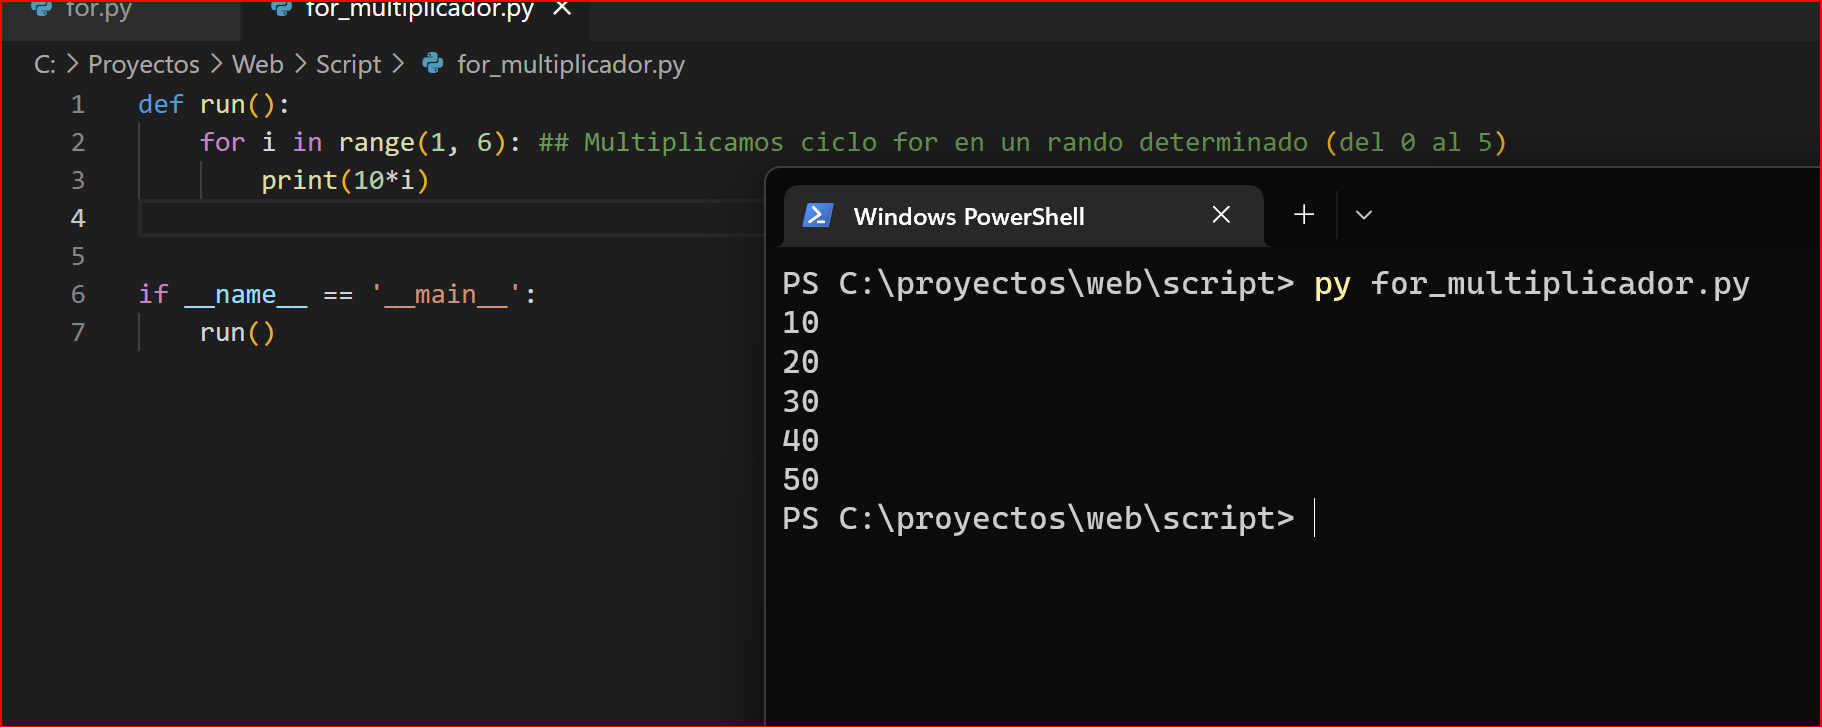 for.py for_multiplicador.py
C: > Proyectos > Web > Script > for_multiplicador.py
1 def run():
2 for i in range(1, 6): ## Multiplicamos ciclo for en un rando determinado (del 0 al 5)
3 print(10*i)
4
5
6 if __name__ == '__main__':
7 run()
Windows PowerShell
PS C:\proyectos\web\script> py for_multiplicador.py
10
20
30
40
50
PS C:\proyectos\web\script>